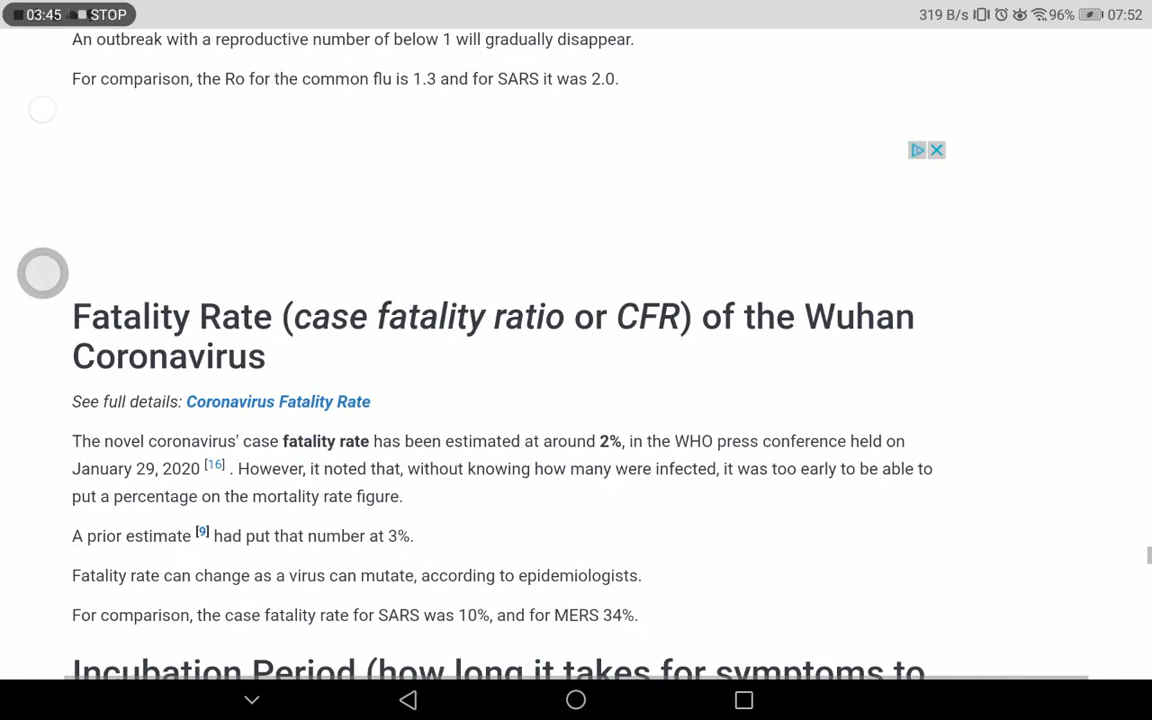 03:45 STOP 319 B/s 96% 07:52
An outbreak with a reproductive number of below 1 will gradually disappear.
For comparison, the Ro for the common flu is 1.3 and for SARS it was 2.0.
Fatality Rate (case fatality ratio or CFR) of the Wuhan
Coronavirus
See full details: Coronavirus Fatality Rate
The novel coronavirus' case fatality rate has been estimated at around 2%, in the WHO press conference held on
January 29, 2020 [16] . However, it noted that, without knowing how many were infected, it was too early to be able to
put a percentage on the mortality rate figure.
A prior estimate [9] had put that number at 3%.
Fatality rate can change as a virus can mutate, according to epidemiologists.
For comparison, the case fatality rate for SARS was 10%, and for MERS 34%.
Incubation Period (how long it takes for symptoms to